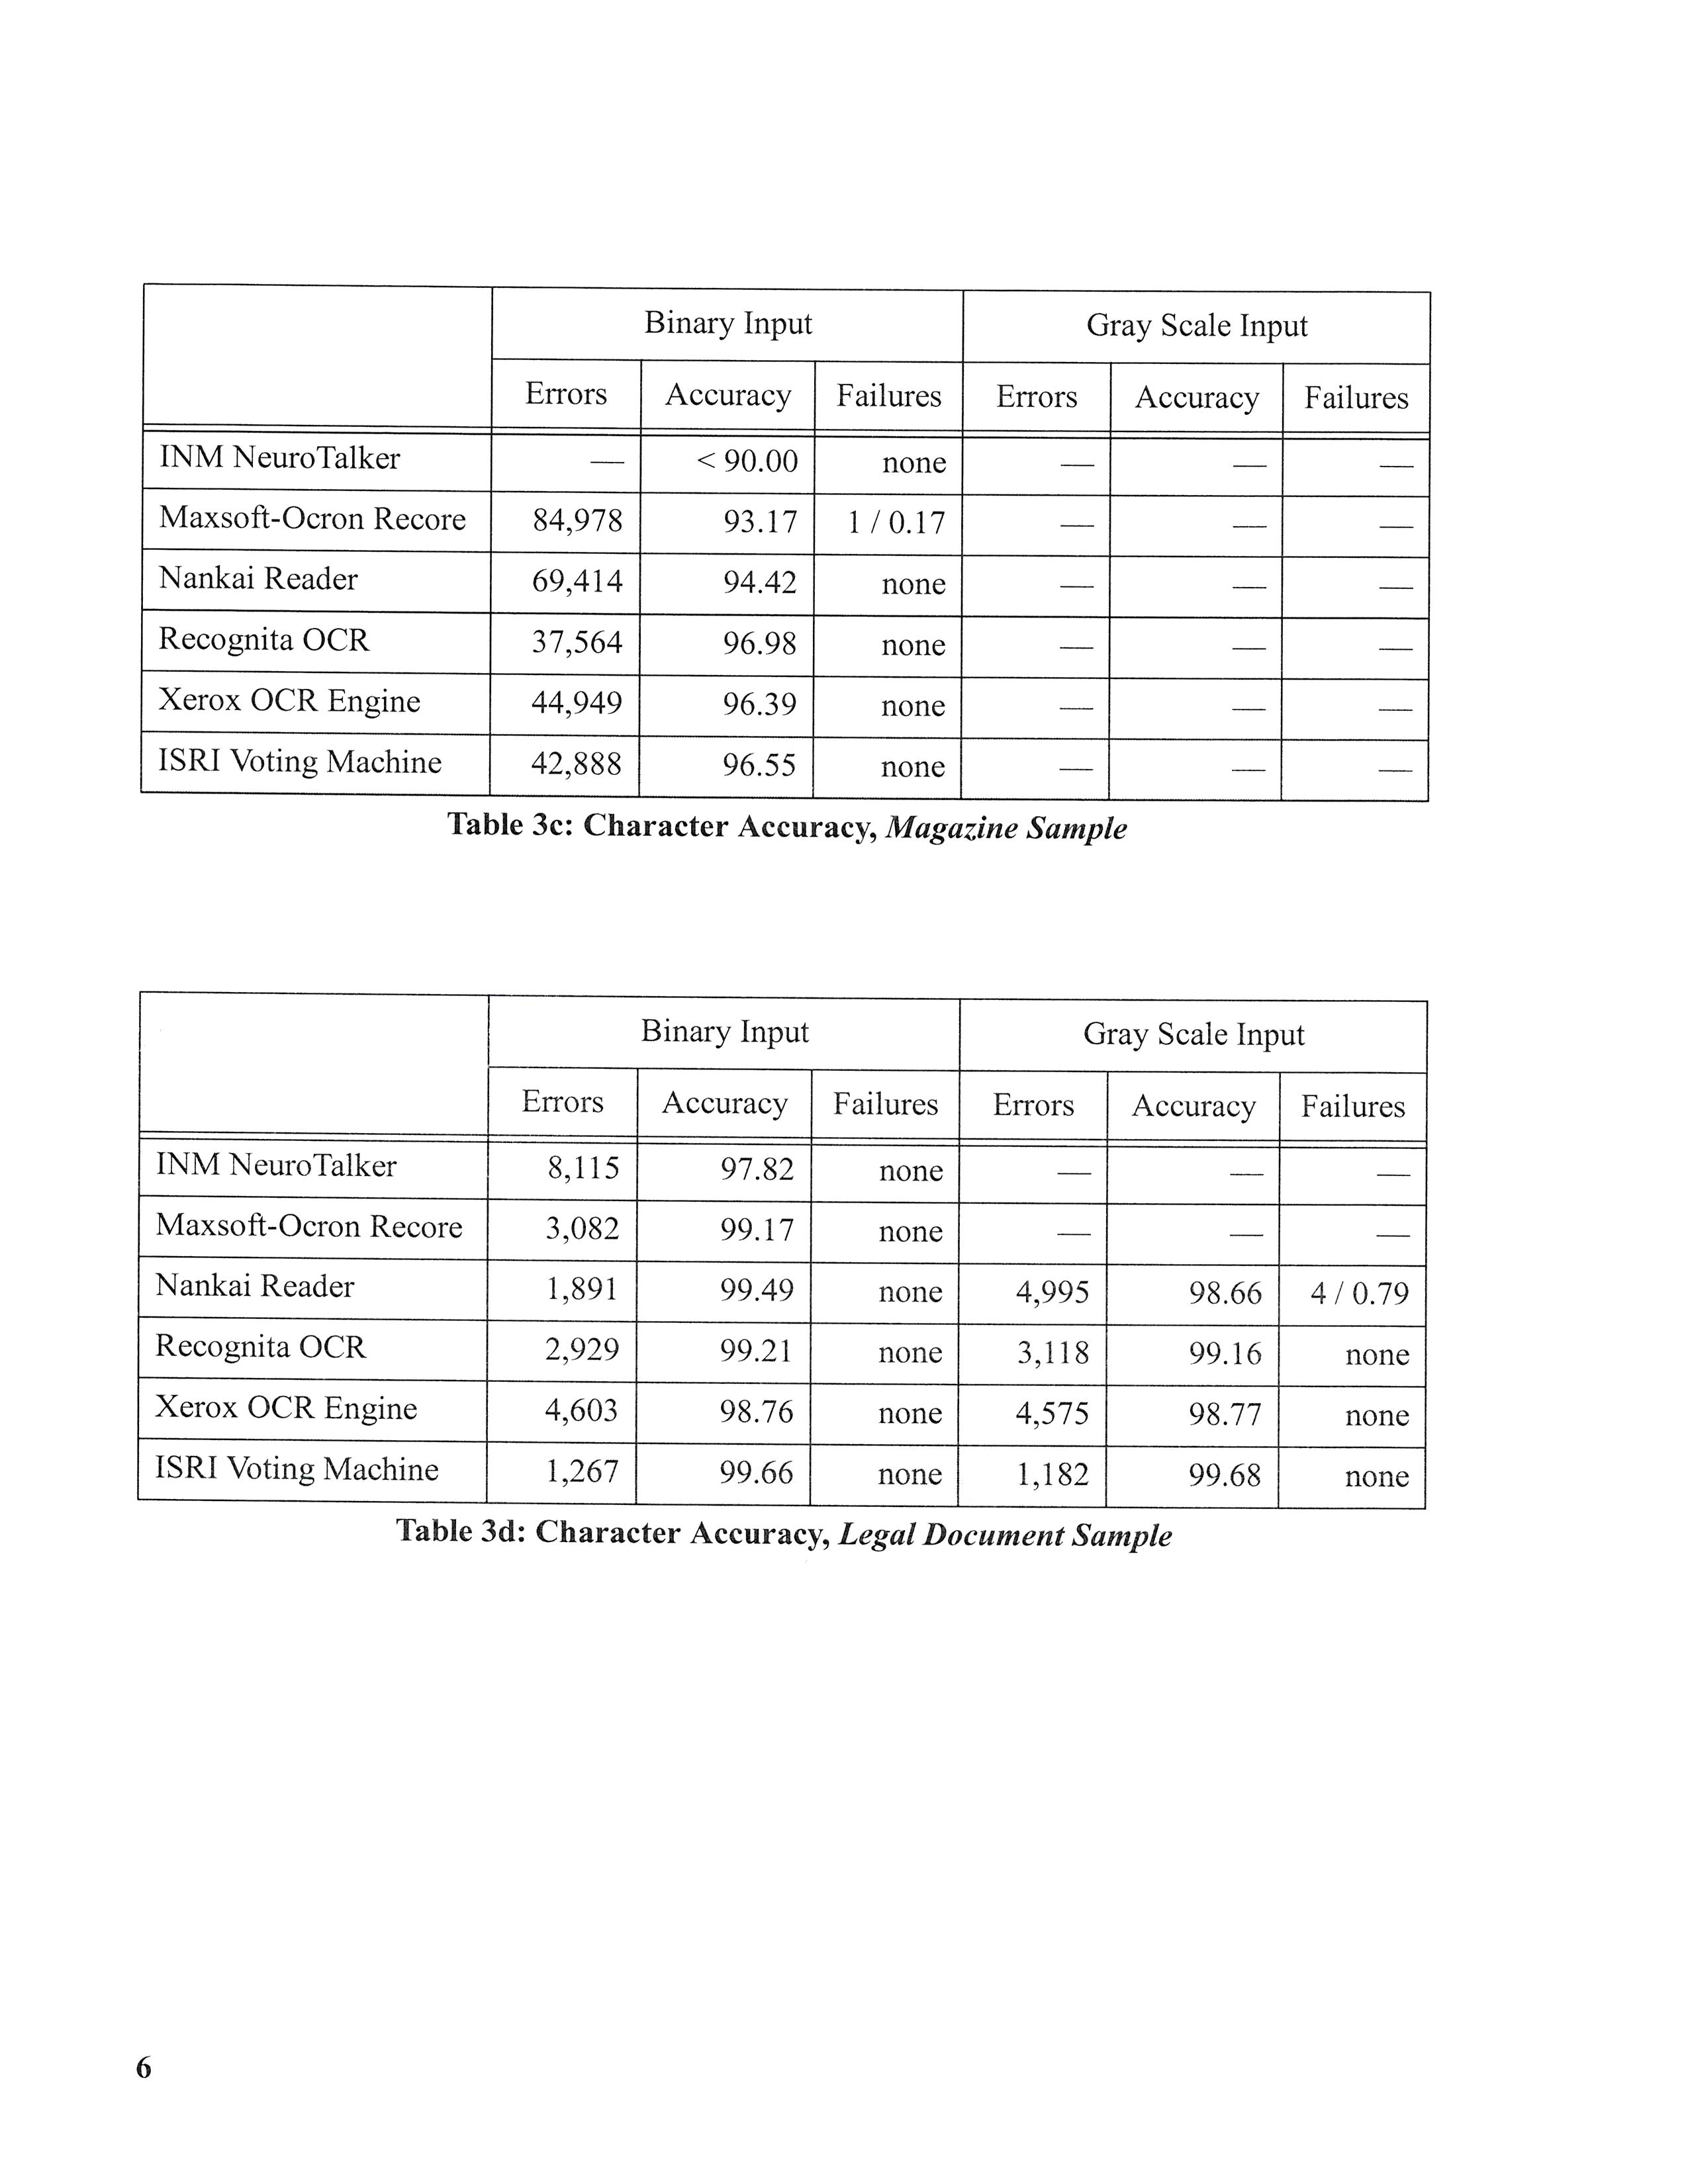 Binary Input Gray Scale Input
Errors Accuracy Failures Errors Accuracy Failures
INM NeuroTalker — < 90.00 none — — —
Maxsoft-Ocron Recore 84,978 93.17 1 / 0.17 — — —
Nankai Reader 69,414 94.42 none — — —
Recognita OCR 37,564 96.98 none — — —
Xerox OCR Engine 44,949 96.39 none — — —
ISRI Voting Machine 42,888 96.55 none — — —
Table 3c: Character Accuracy, Magazine Sample
Binary Input Gray Scale Input
Errors Accuracy Failures Errors Accuracy Failures
INM NeuroTalker 8,115 97.82 none — — —
Maxsoft-Ocron Recore 3,082 99.17 none — — —
Nankai Reader 1,891 99.49 none 4,995 98.66 4 / 0.79
Recognita OCR 2,929 99.21 none 3,118 99.16 none
Xerox OCR Engine 4,603 98.76 none 4,575 98.77 none
ISRI Voting Machine 1,267 99.66 none 1,182 99.68 none
Table 3d: Character Accuracy, Legal Document Sample
6